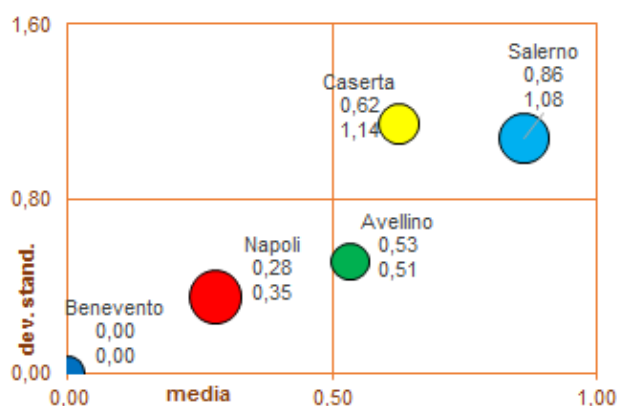 1,60
Salerno
0,86
1,08
Caserta
0,62
1,14
0,80
Avellino
0,53
0,51
Napoli
0,28
0,35
dev. stand.
Benevento
0,00
0,00
0,00
0,00
media
0,50
1,00